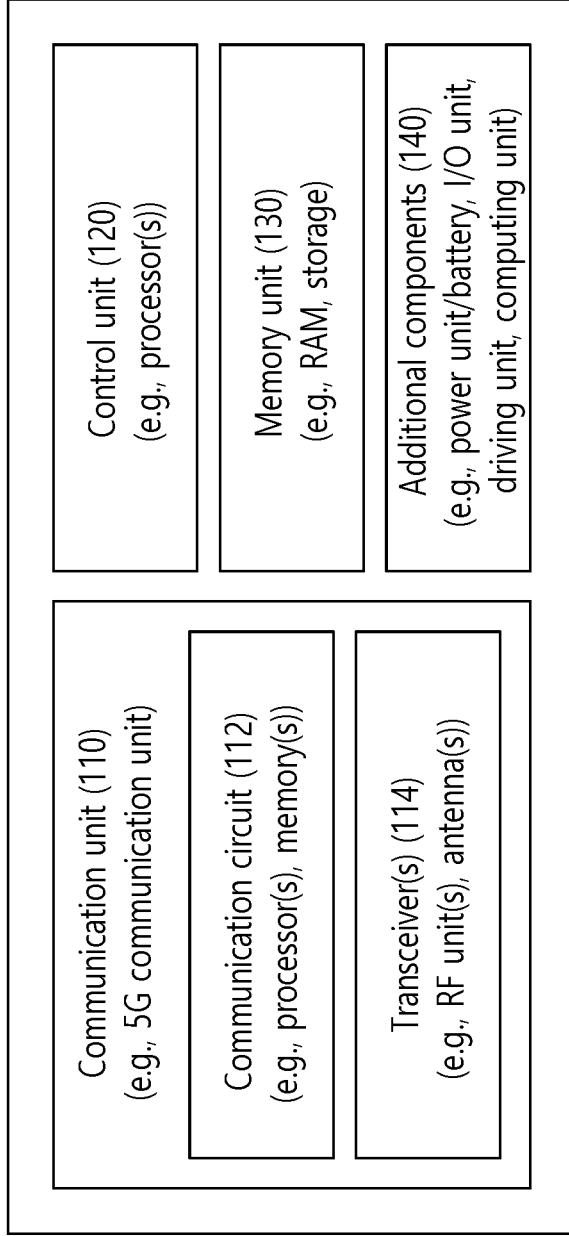 Communication unit (110)
(e.g., 5G communication unit)
Communication circuit (112)
(e.g., processor(s), memory(s))
Transceiver(s) (114)
(e.g., RF unit(s), antenna(s))
Control unit (120)
(e.g., processor(s))
Memory unit (130)
(e.g., RAM, storage)
Additional components (140)
(e.g., power unit/battery, I/O unit,
driving unit, computing unit)